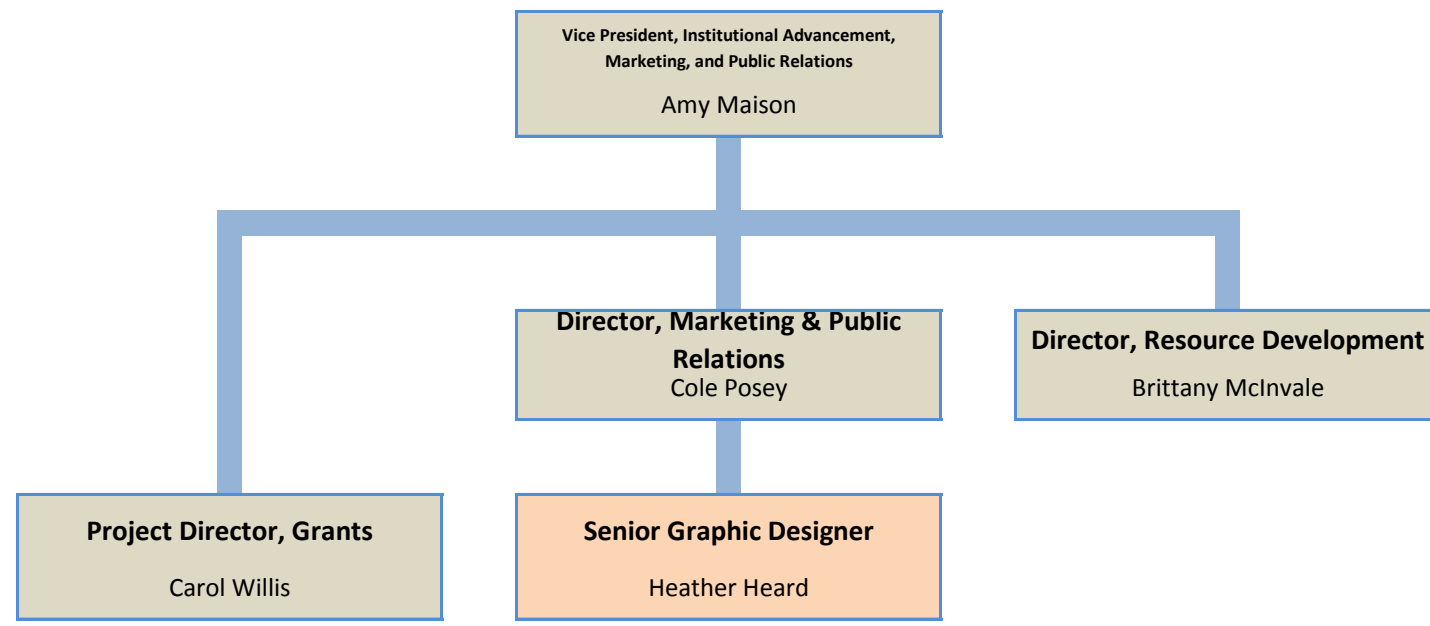 Vice President, Institutional Advancement,
Marketing, and Public Relations
Amy Maison
Director, Marketing & Public
Relations
Cole Posey
Director, Resource Development
Brittany McInvale
Project Director, Grants
Carol Willis
Senior Graphic Designer
Heather Heard